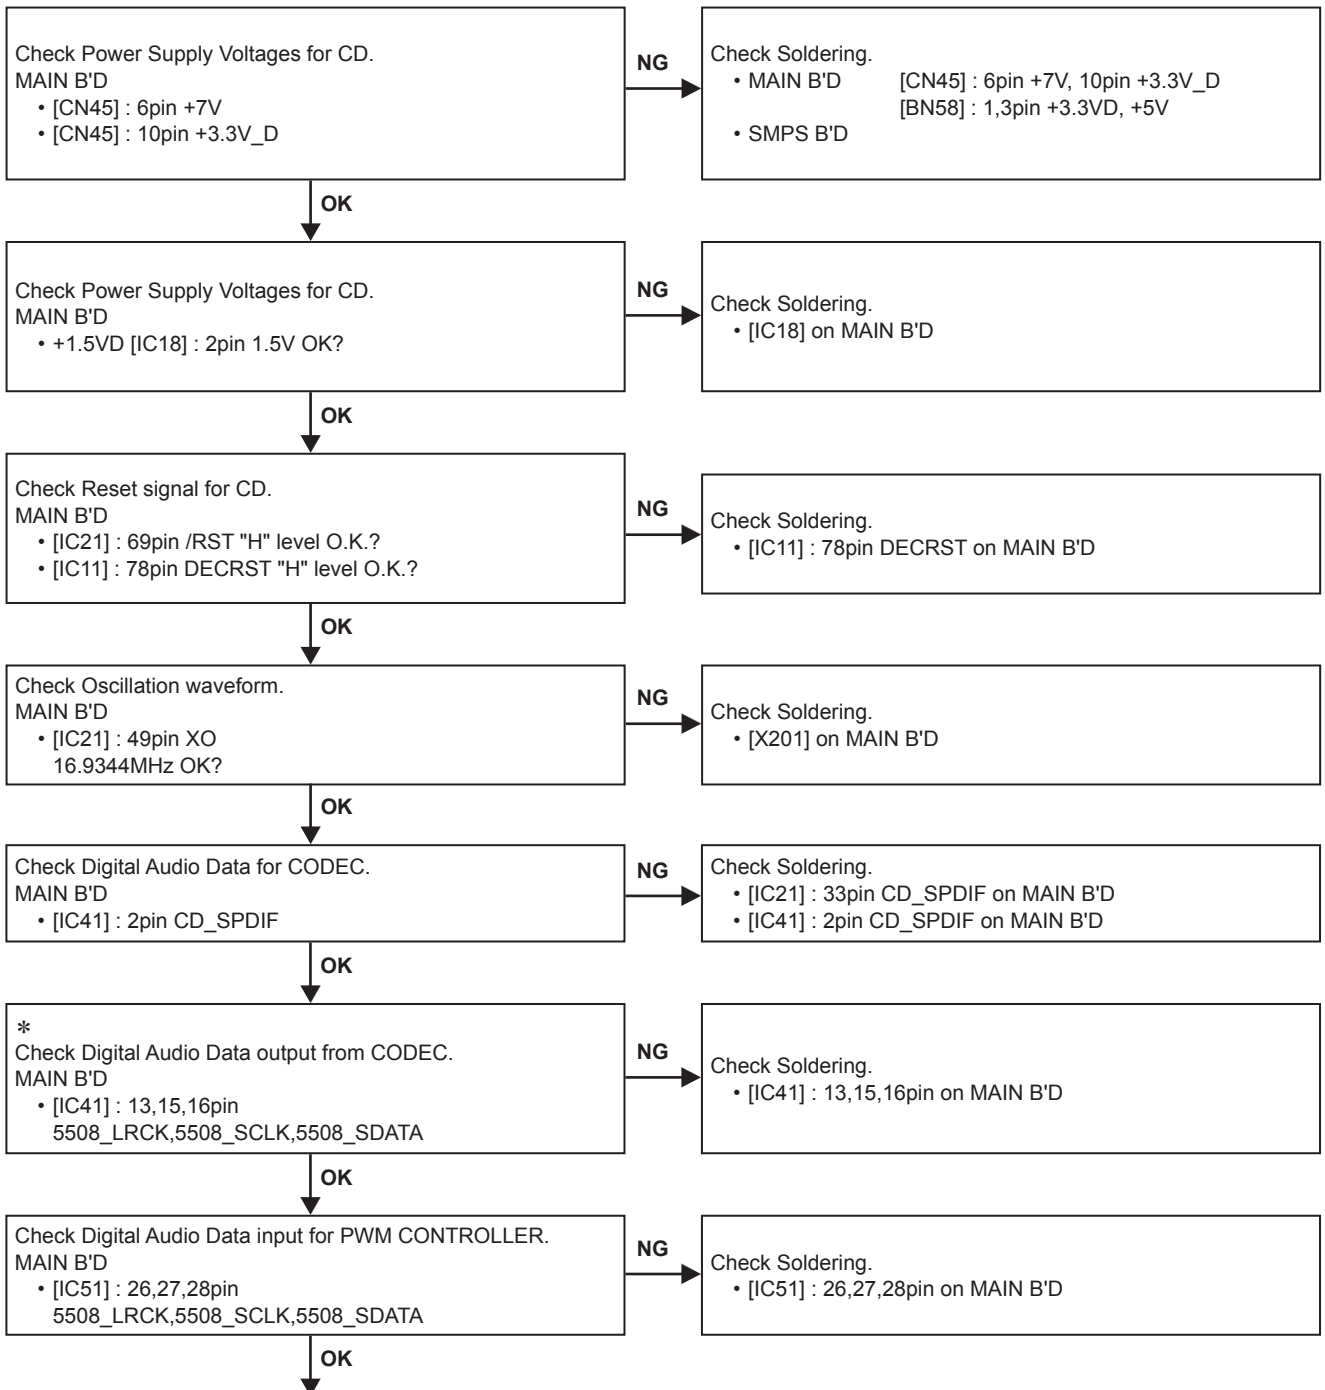 Check Power Supply Voltages for CD.
MAIN B'D
• [CN45] : 6pin +7V
• [CN45] : 10pin +3.3V_D
NG
Check Soldering.
• MAIN B'D [CN45] : 6pin +7V, 10pin +3.3V_D
[BN58] : 1,3pin +3.3VD, +5V
• SMPS B'D
OK
Check Power Supply Voltages for CD.
MAIN B'D
• +1.5VD [IC18] : 2pin 1.5V OK?
NG
Check Soldering.
• [IC18] on MAIN B'D
OK
Check Reset signal for CD.
MAIN B'D
• [IC21] : 69pin /RST "H" level O.K.?
• [IC11] : 78pin DECRST "H" level O.K.?
NG
Check Soldering.
• [IC11] : 78pin DECRST on MAIN B'D
OK
Check Oscillation waveform.
MAIN B'D
• [IC21] : 49pin XO
16.9344MHz OK?
NG
Check Soldering.
• [X201] on MAIN B'D
OK
Check Digital Audio Data for CODEC.
MAIN B'D
• [IC41] : 2pin CD_SPDIF
NG
Check Soldering.
• [IC21] : 33pin CD_SPDIF on MAIN B'D
• [IC41] : 2pin CD_SPDIF on MAIN B'D
OK
*
Check Digital Audio Data output from CODEC.
MAIN B'D
• [IC41] : 13,15,16pin
5508_LRCK,5508_SCLK,5508_SDATA
NG
Check Soldering.
• [IC41] : 13,15,16pin on MAIN B'D
OK
Check Digital Audio Data input for PWM CONTROLLER.
MAIN B'D
• [IC51] : 26,27,28pin
5508_LRCK,5508_SCLK,5508_SDATA
NG
Check Soldering.
• [IC51] : 26,27,28pin on MAIN B'D
OK